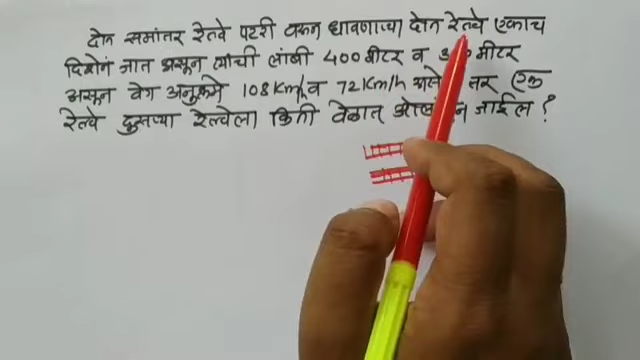 दोन समांतर रेल्वे पटरी वरून धावणाऱ्या दोन रेल्वे एकाच
दिशेने जात असून त्यांची लांबी 400 मीटर व मीटर
असून वेग अनुक्रमे 108 Km/h व 72 Km/h तर एक
रेल्वे दुसऱ्या रेल्वेला किती वेळात जाईल ?